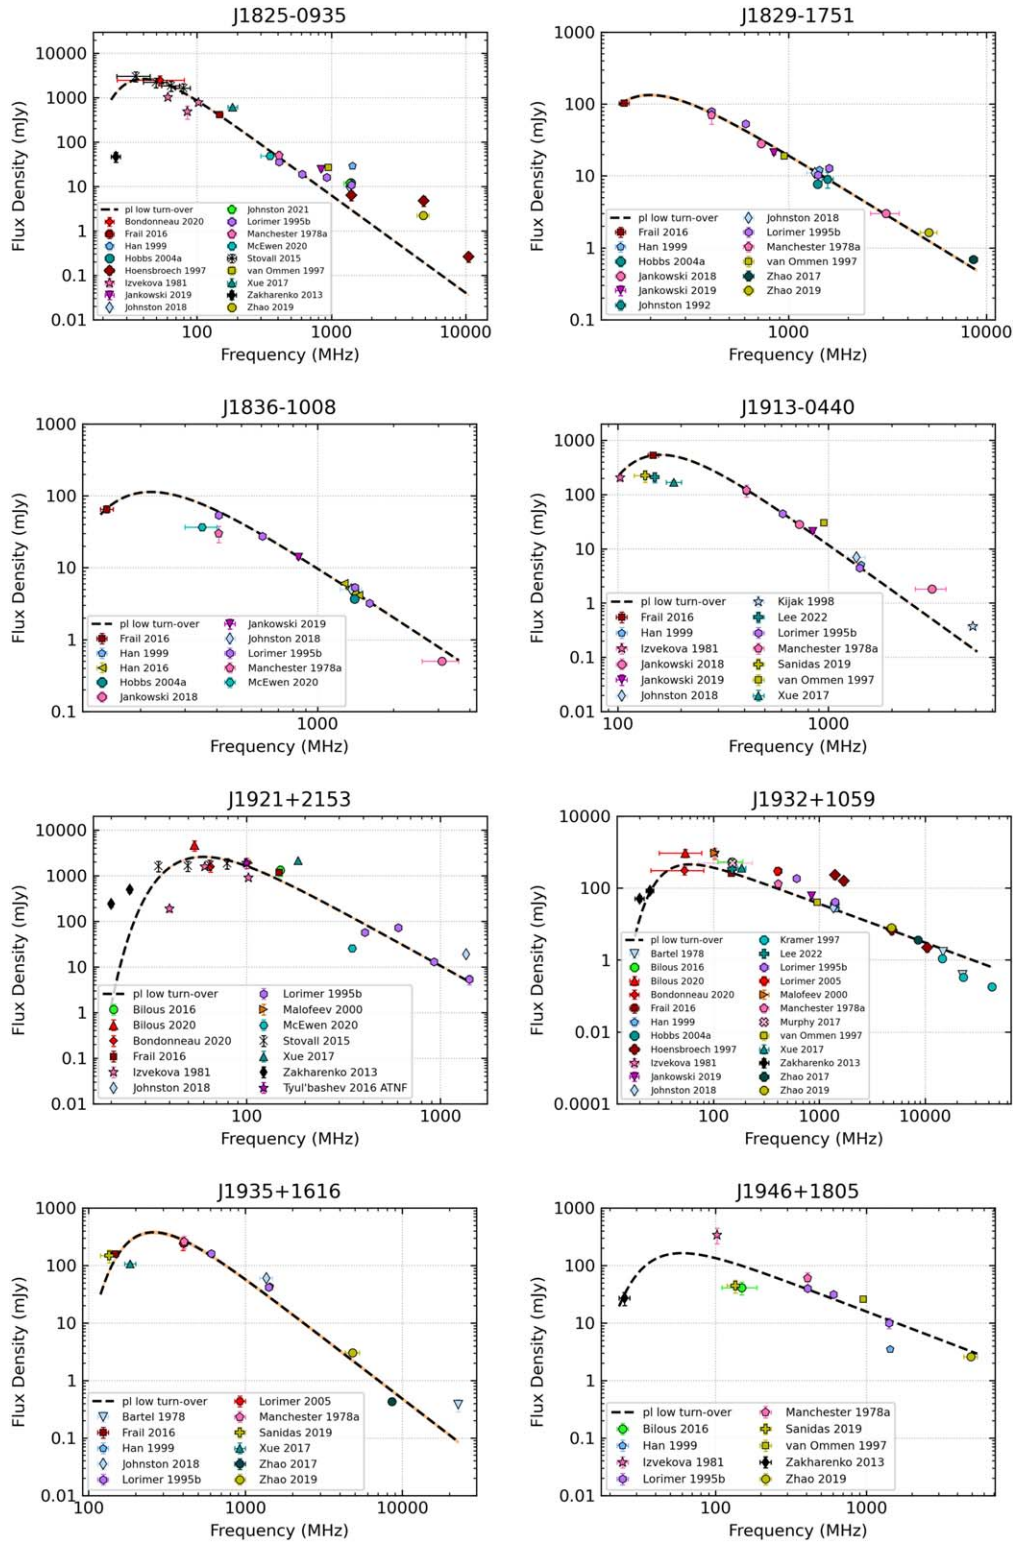 J1825-0935
Flux Density (mJy)
10000
1000
100
10
1
0.1
0.01
100
1000
10000
Frequency (MHz)
pl low turn-over
Bondonneau 2020
Frail 2016
Han 1999
Hobbs 2004a
Hoensbroech 1997
Izvekova 1981
Jankowski 2019
Johnston 2018
Johnston 2021
Lorimer 1995b
Manchester 1978a
McEwen 2020
Stovall 2015
van Ommen 1997
Xue 2017
Zakharenko 2013
Zhao 2019
J1829-1751
Flux Density (mJy)
1000
100
10
1
0.1
1000
10000
Frequency (MHz)
pl low turn-over
Frail 2016
Han 1999
Hobbs 2004a
Jankowski 2018
Jankowski 2019
Johnston 1992
Johnston 2018
Lorimer 1995b
Manchester 1978a
van Ommen 1997
Zhao 2017
Zhao 2019
J1836-1008
Flux Density (mJy)
1000
100
10
1
0.1
1000
Frequency (MHz)
pl low turn-over
Frail 2016
Han 1999
Han 2016
Hobbs 2004a
Jankowski 2018
Jankowski 2019
Johnston 2018
Lorimer 1995b
Manchester 1978a
McEwen 2020
J1913-0440
Flux Density (mJy)
1000
100
10
1
0.1
0.01
100
1000
Frequency (MHz)
pl low turn-over
Frail 2016
Han 1999
Izvekova 1981
Jankowski 2018
Jankowski 2019
Johnston 2018
Kijak 1998
Lee 2022
Lorimer 1995b
Manchester 1978a
Sanidas 2019
van Ommen 1997
Xue 2017
J1921+2153
Flux Density (mJy)
10000
1000
100
10
1
0.1
0.01
100
1000
Frequency (MHz)
pl low turn-over
Bilous 2016
Bilous 2020
Bondonneau 2020
Frail 2016
Izvekova 1981
Johnston 2018
Lorimer 1995b
Malofeev 2000
McEwen 2020
Stovall 2015
Xue 2017
Zakharenko 2013
Tyul'bashev 2016 ATNF
J1932+1059
Flux Density (mJy)
10000
100
1
0.01
0.0001
100
1000
10000
Frequency (MHz)
pl low turn-over
Bartel 1978
Bilous 2016
Bilous 2020
Bondonneau 2020
Frail 2016
Han 1999
Hobbs 2004a
Hoensbroech 1997
Izvekova 1981
Jankowski 2019
Johnston 2018
Kramer 1997
Lee 2022
Lorimer 1995b
Lorimer 2005
Malofeev 2000
Manchester 1978a
Murphy 2017
van Ommen 1997
Xue 2017
Zakharenko 2013
Zhao 2017
Zhao 2019
J1935+1616
Flux Density (mJy)
1000
100
10
1
0.1
0.01
100
1000
10000
Frequency (MHz)
pl low turn-over
Bartel 1978
Frail 2016
Han 1999
Johnston 2018
Lorimer 1995b
Lorimer 2005
Manchester 1978a
Sanidas 2019
Xue 2017
Zhao 2017
Zhao 2019
J1946+1805
Flux Density (mJy)
1000
100
10
1
0.1
0.01
100
1000
Frequency (MHz)
pl low turn-over
Bilous 2016
Han 1999
Izvekova 1981
Lorimer 1995b
Manchester 1978a
Sanidas 2019
van Ommen 1997
Zakharenko 2013
Zhao 2019